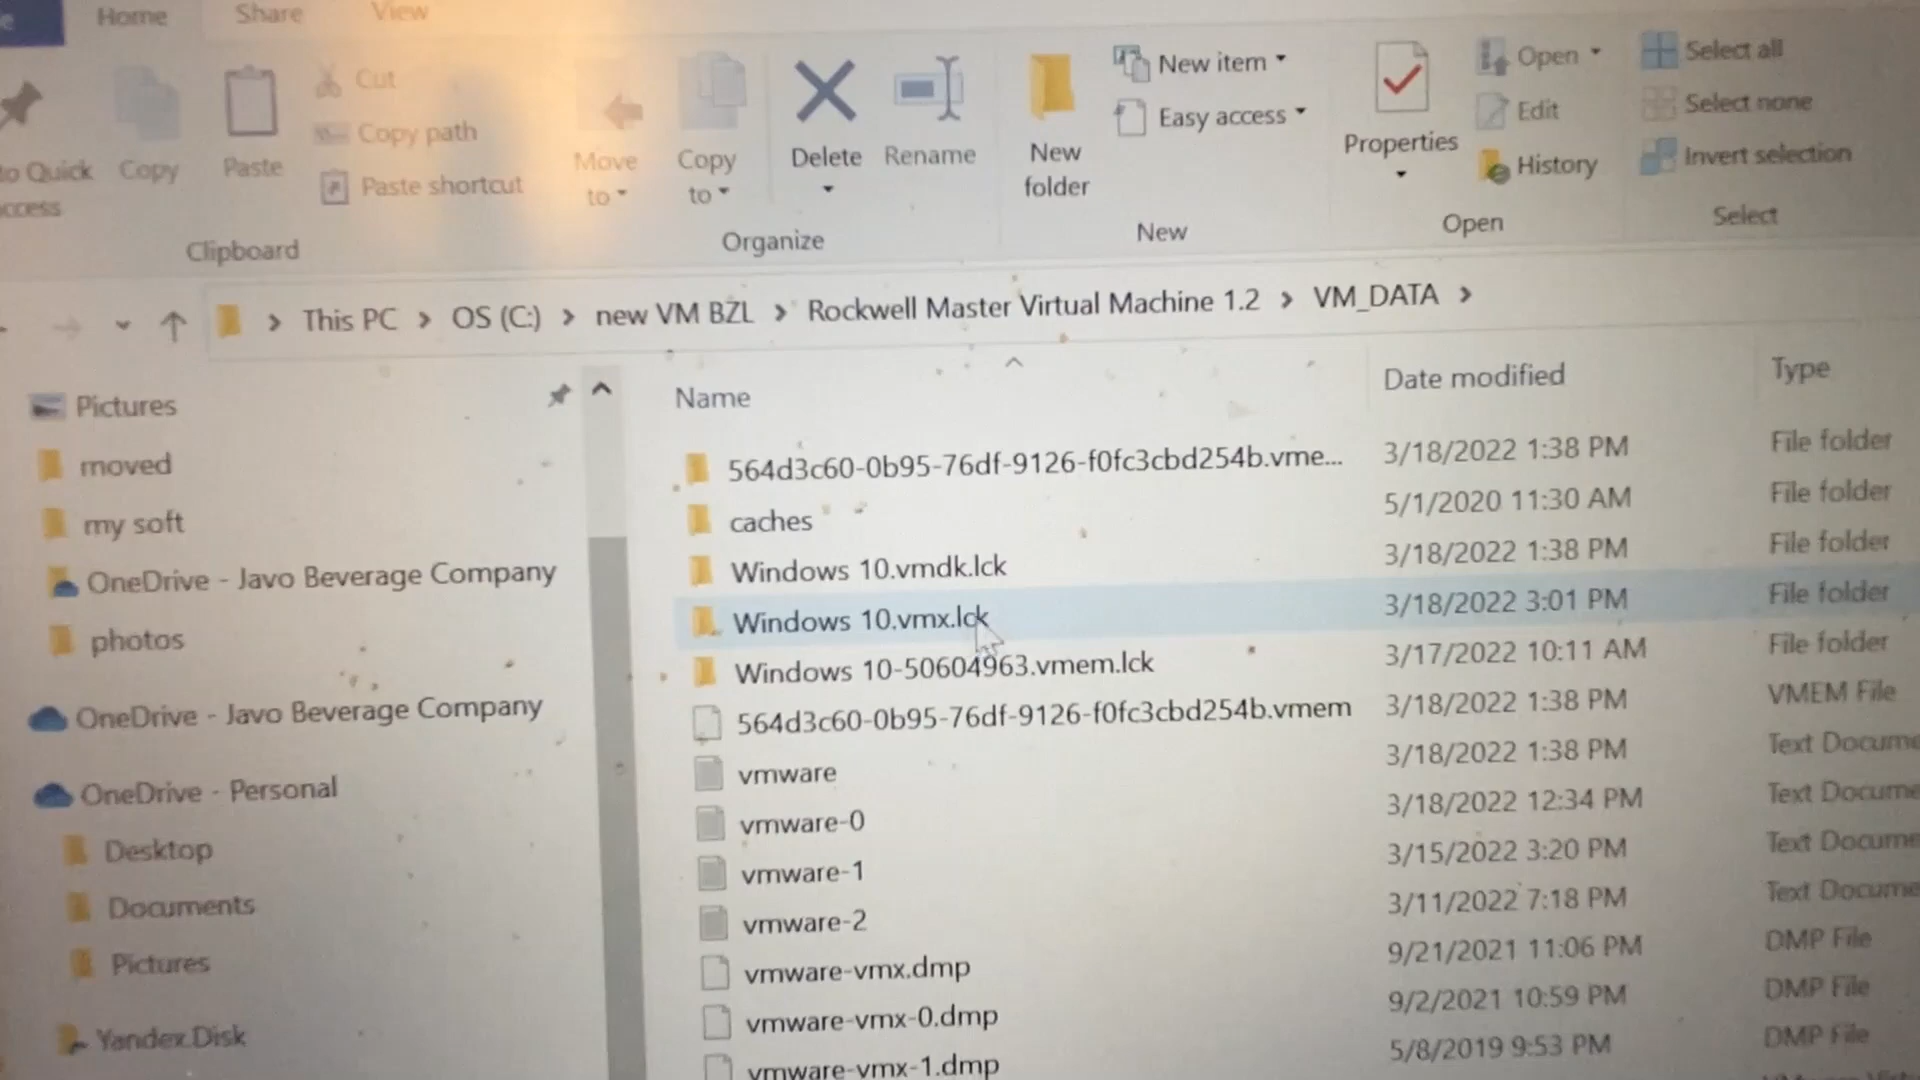 Home Share View
Cut
Copy path
Paste shortcut
to Quick
Copy
Paste
Move to
Copy to
Delete
Rename
New folder
New item
Easy access
Properties
Open
Edit
History
Select all
Select none
Invert selection
Clipboard
Organize
New
Open
Select
This PC > OS (C:) > new VM BZL > Rockwell Master Virtual Machine 1.2 > VM_DATA >
Pictures
moved
my soft
OneDrive - Javo Beverage Company
photos
OneDrive - Javo Beverage Company
OneDrive - Personal
Desktop
Documents
Pictures
Yandex.Disk
Name Date modified Type
564d3c60-0b95-76df-9126-f0fc3cbd254b.vme... 3/18/2022 1:38 PM File folder
caches 5/1/2020 11:30 AM File folder
Windows 10.vmdk.lck 3/18/2022 1:38 PM File folder
Windows 10.vmx.lck 3/18/2022 3:01 PM File folder
Windows 10-50604963.vmem.lck 3/17/2022 10:11 AM File folder
564d3c60-0b95-76df-9126-f0fc3cbd254b.vmem 3/18/2022 1:38 PM VMEM File
vmware 3/18/2022 1:38 PM Text Docume
vmware-0 3/18/2022 12:34 PM Text Docume
vmware-1 3/15/2022 3:20 PM Text Docume
vmware-2 3/11/2022 7:18 PM Text Docume
vmware-vmx.dmp 9/21/2021 11:06 PM DMP File
vmware-vmx-0.dmp 9/2/2021 10:59 PM DMP File
vmware-vmx-1.dmp 5/8/2019 9:53 PM DMP File